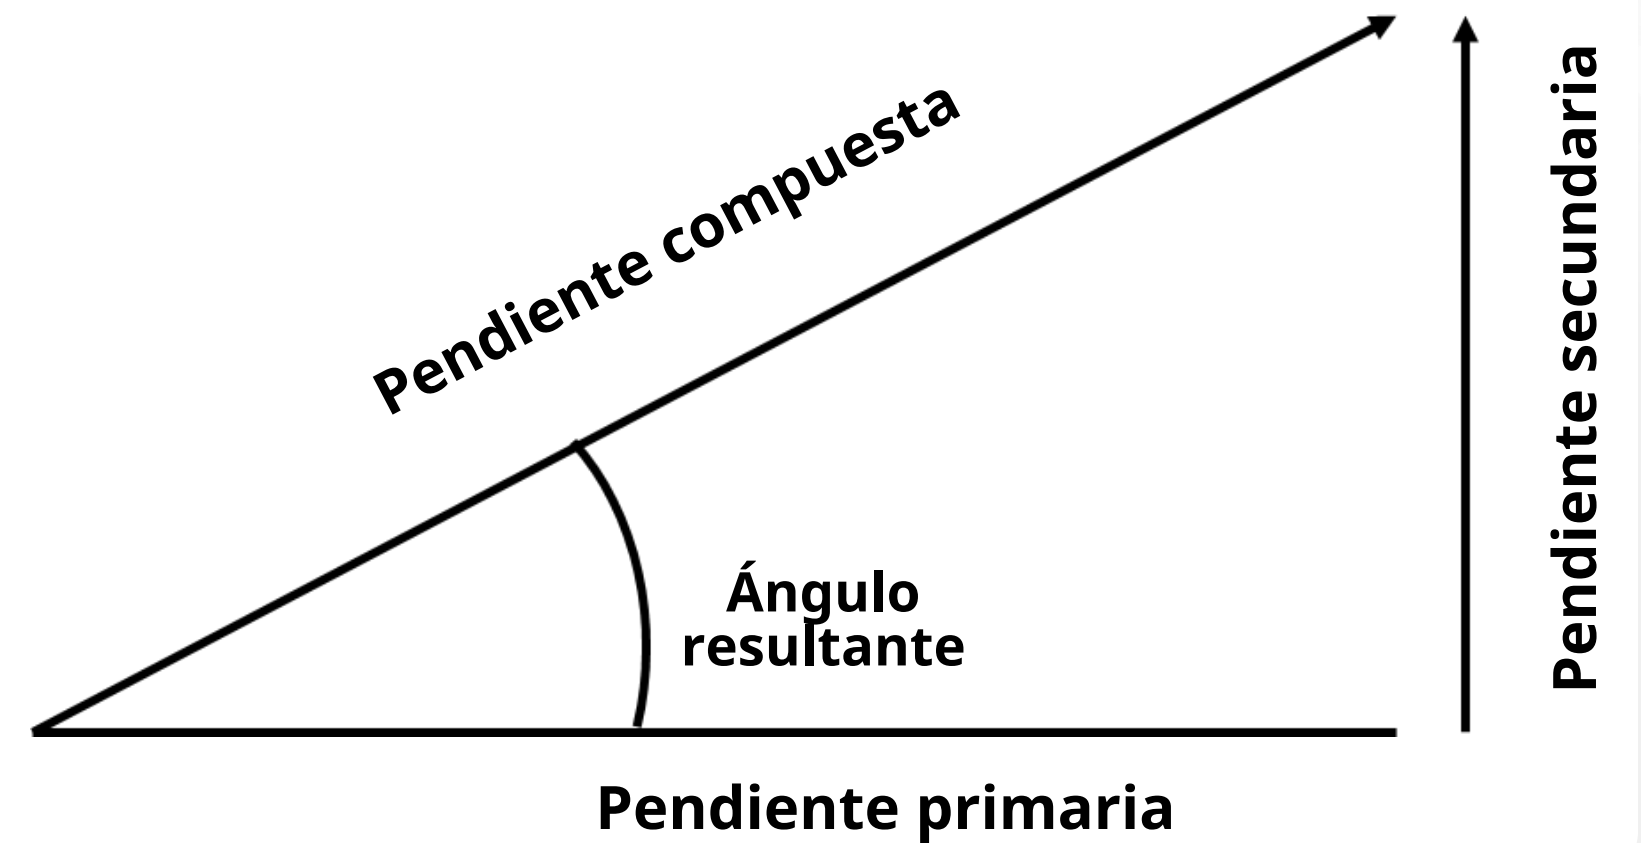 Pendiente compuesta
Pendiente secundaria
Ángulo
resultante
Pendiente primaria